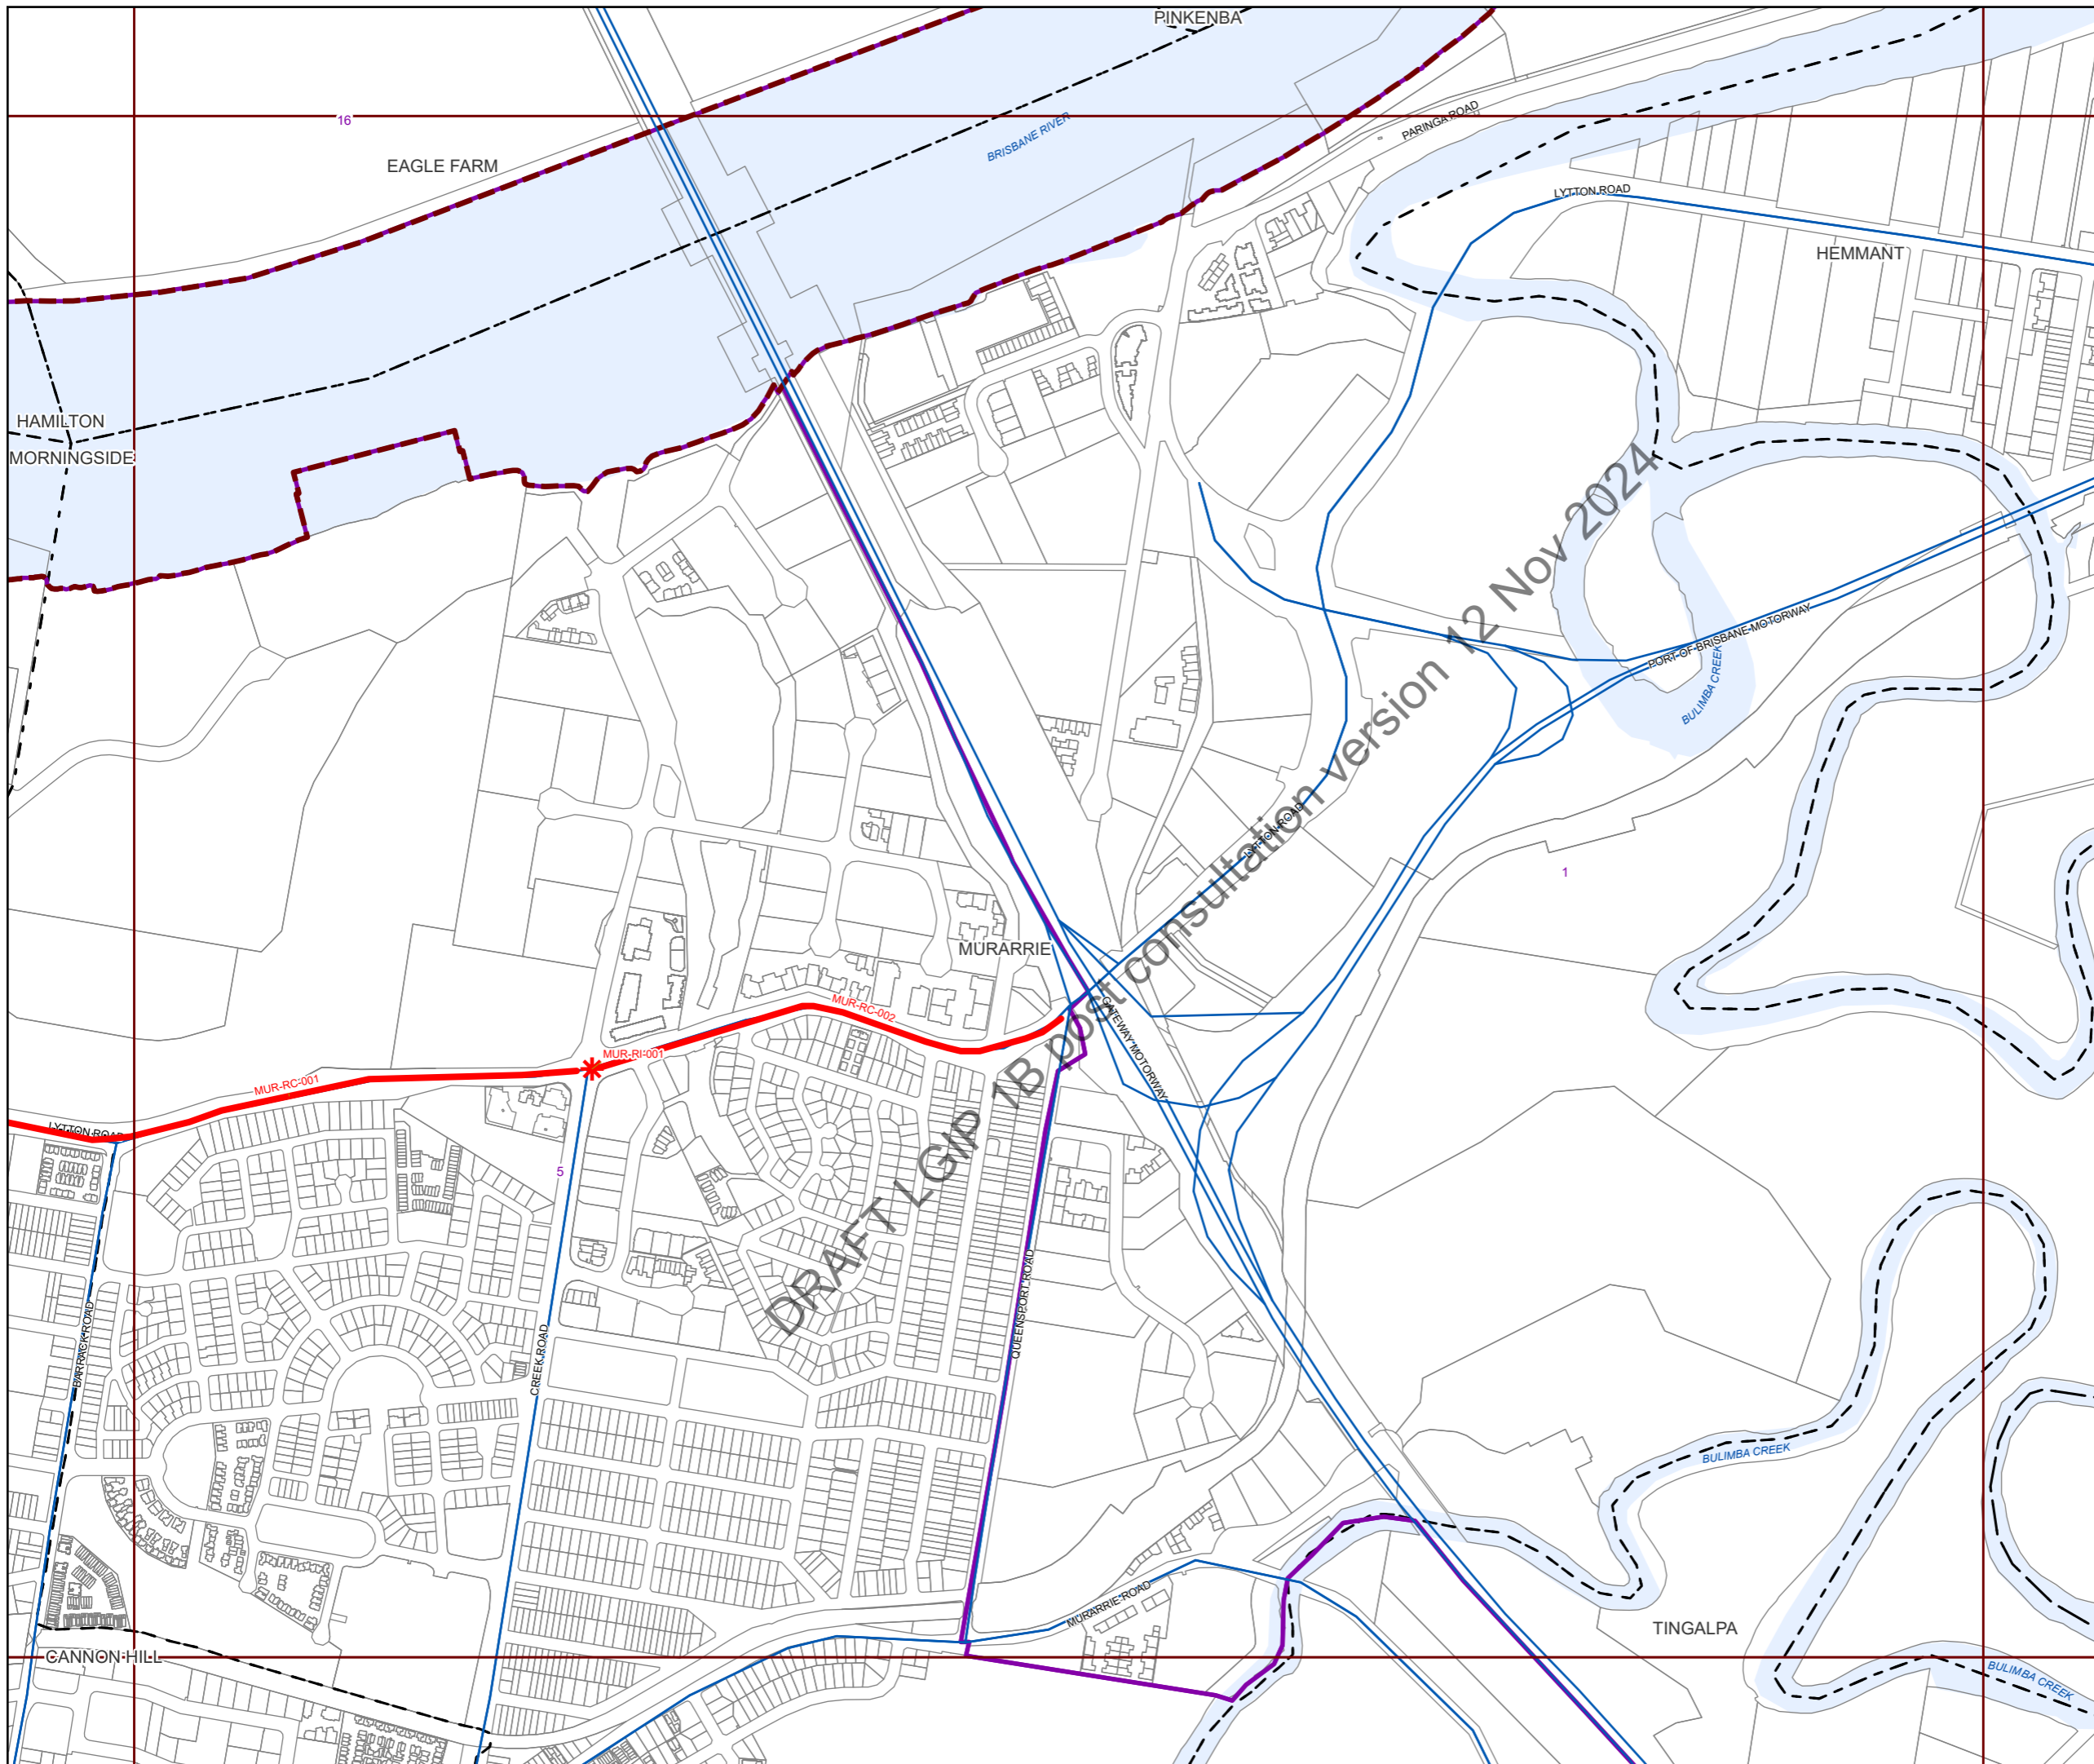 PINKENBA
16
BRISBANE RIVER
PARINGA ROAD
EAGLE FARM
LYTTON ROAD
HEMMANT
HAMILTON
MORNINGSIDE
PORT OF BRISBANE MOTORWAY
BULIMBA CREEK
LYTTON ROAD
1
MURARRIE
MUR-RC-002
GATEWAY MOTORWAY
MUR-RI-001
MUR-RC-001
LYTTON ROAD
5
DRAFT LGIP 1B post consultation version 12 Nov 2024
QUEENSPORT ROAD
BARRACK ROAD
CREEK ROAD
BULIMBA CREEK
MURARRIE ROAD
TINGALPA
CANNON HILL
BULIMBA CREEK